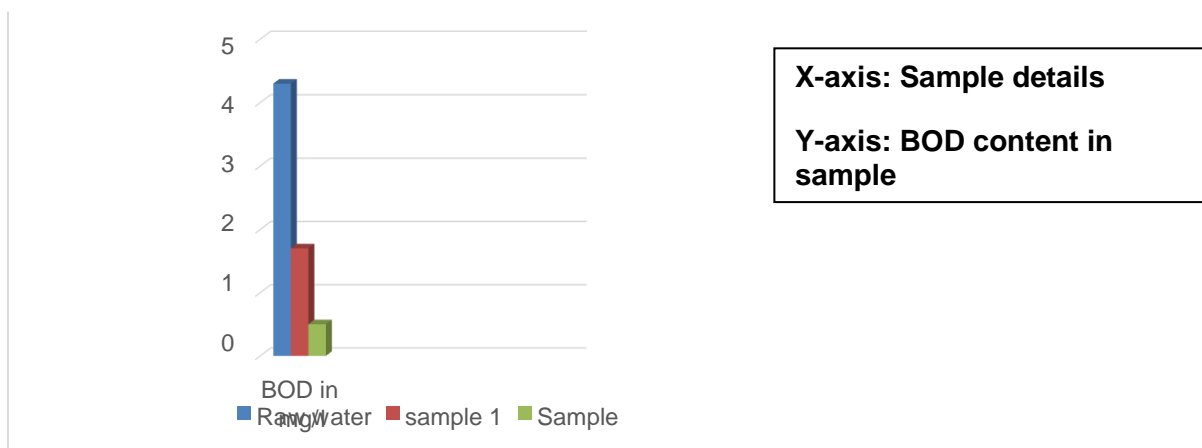 5
4
3
2
1
0
BOD in
mg/l
Raw water
sample 1
Sample
X-axis: Sample details
Y-axis: BOD content in
sample